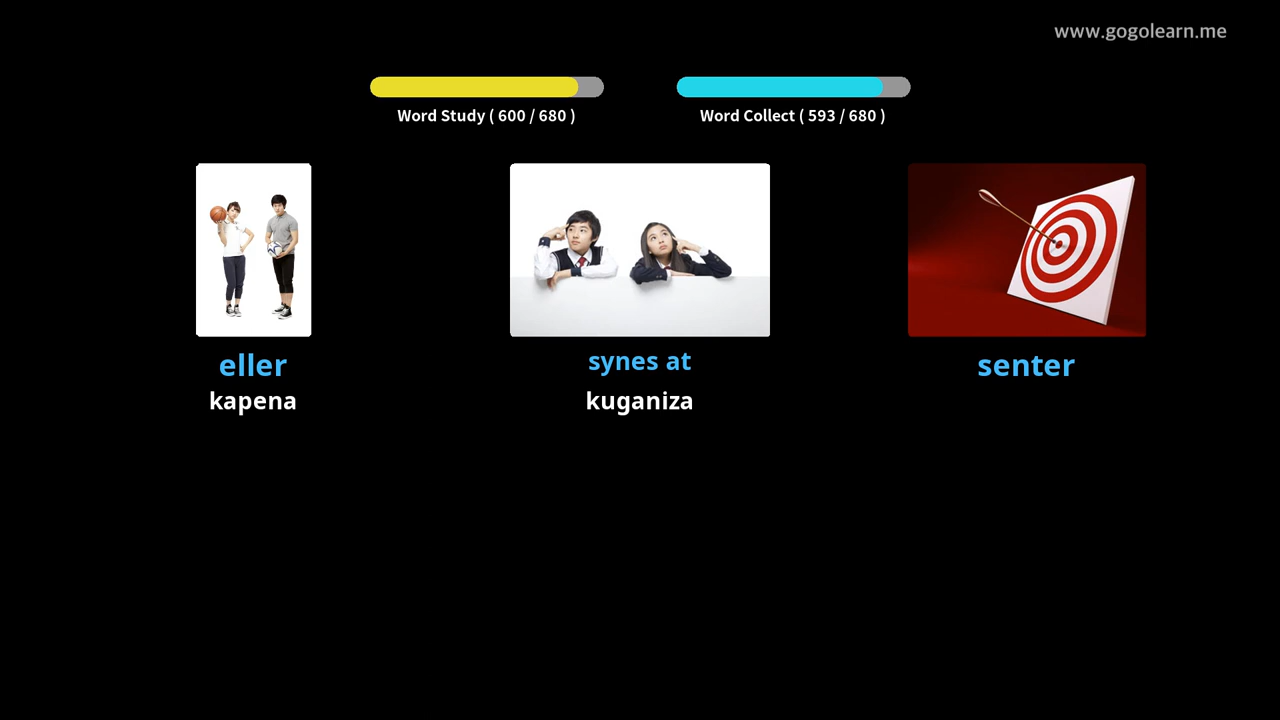 www.gogolearn.me
Word Study ( 600 / 680 )
Word Collect ( 593 / 680 )
eller
kapena
synes at
kuganiza
senter